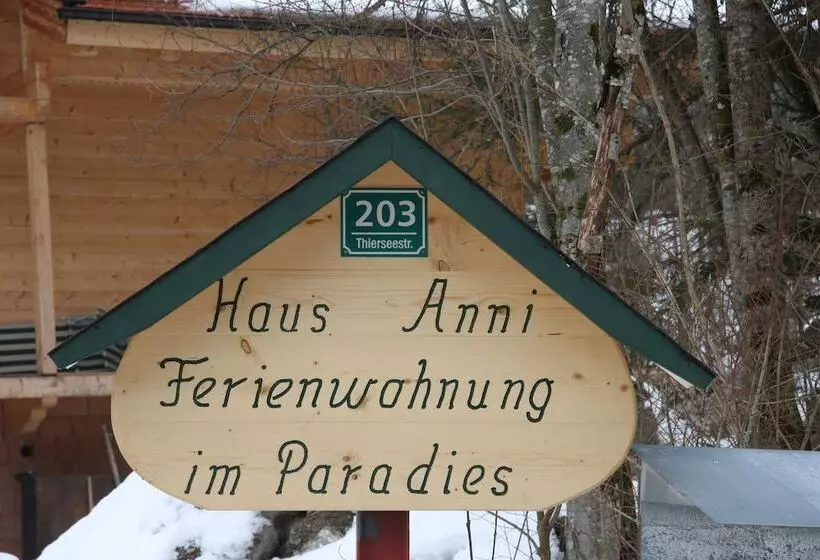 203
Thierseestr.
Haus Anni
Ferienwohnung
im Paradies